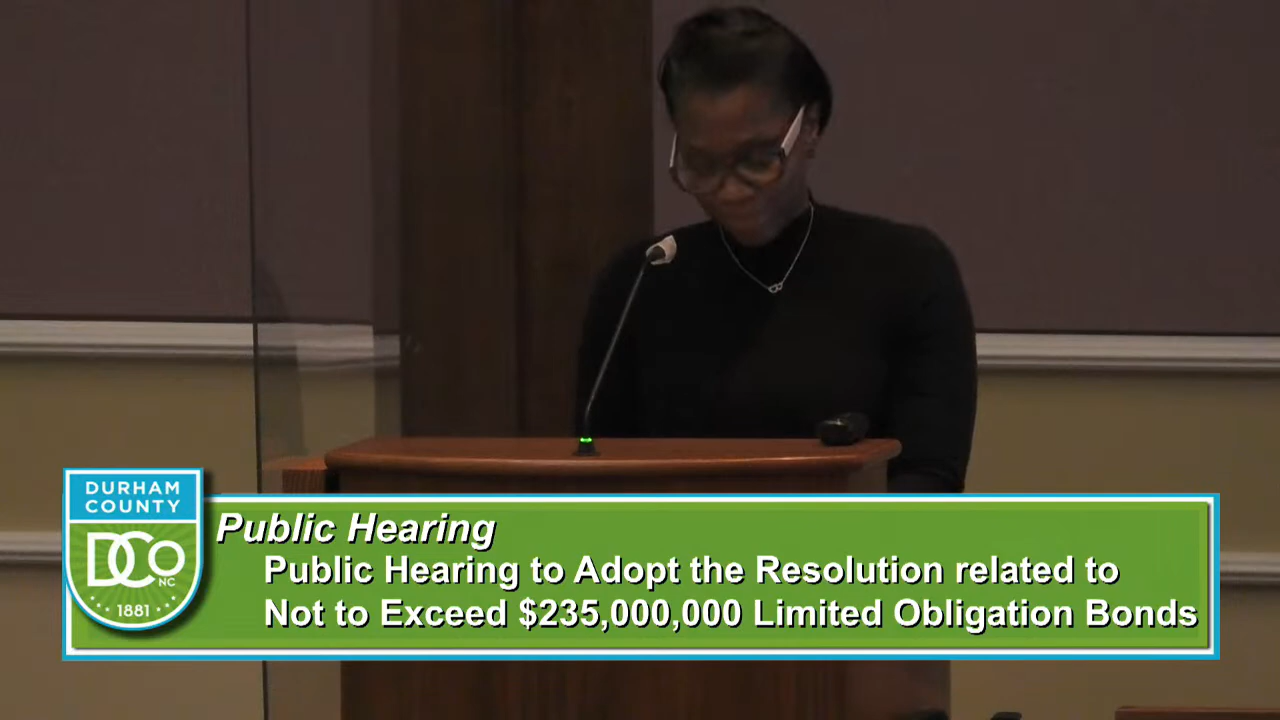 DURHAM
COUNTY
DCo
NC
1881
Public Hearing
Public Hearing to Adopt the Resolution related to
Not to Exceed $235,000,000 Limited Obligation Bonds